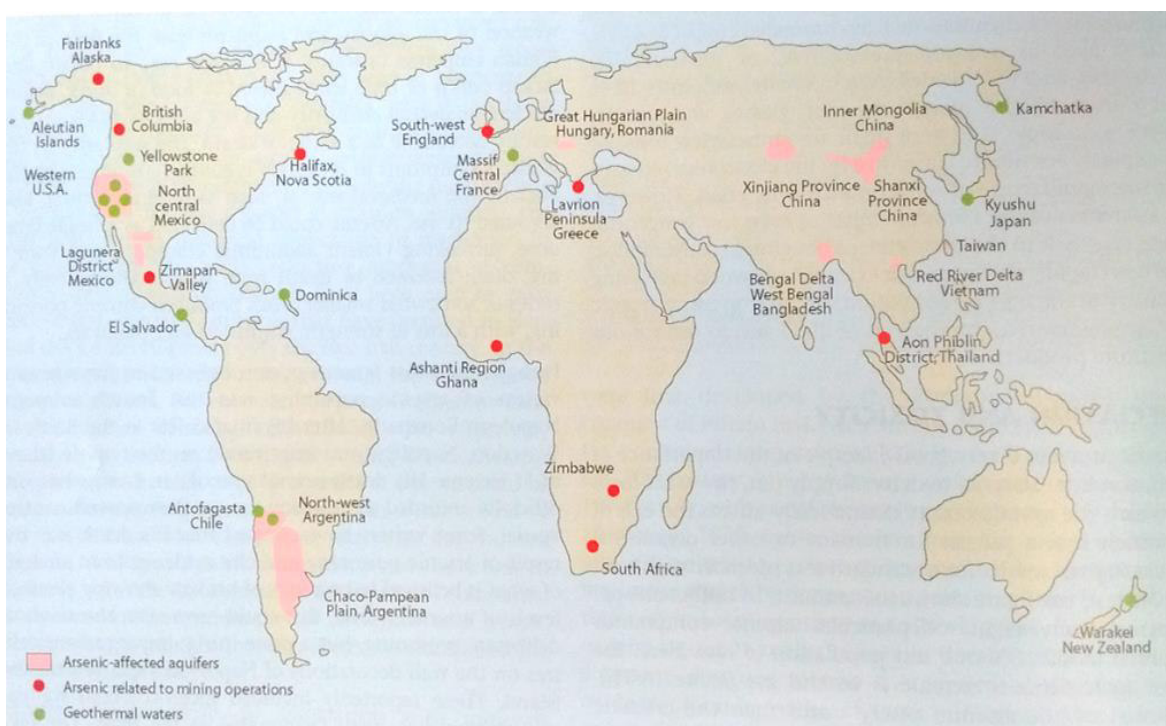 Fairbanks
Alaska
Aleutian
Islands
British
Columbia
Yellowstone
Park
Western
U.S.A.
North
central
Mexico
Halifax,
Nova Scotia
Lagunera
District
Mexico
Zimapan
Valley
El Salvador
Dominica
South-west
England
Great Hungarian Plain
Hungary, Romania
Massif
Central
France
Lavrion
Peninsula
Greece
Inner Mongolia
China
Kamchatka
Xinjiang Province
China
Shanxi
Province
China
Kyushu
Japan
Taiwan
Bengal Delta
West Bengal
Bangladesh
Red River Delta
Vietnam
Aon Phiblin
District, Thailand
Ashanti Region
Ghana
Zimbabwe
South Africa
Antofagasta
Chile
North-west
Argentina
Chaco-Pampean
Plain, Argentina
Warakei
New Zealand
Arsenic-affected aquifers
Arsenic related to mining operations
Geothermal waters